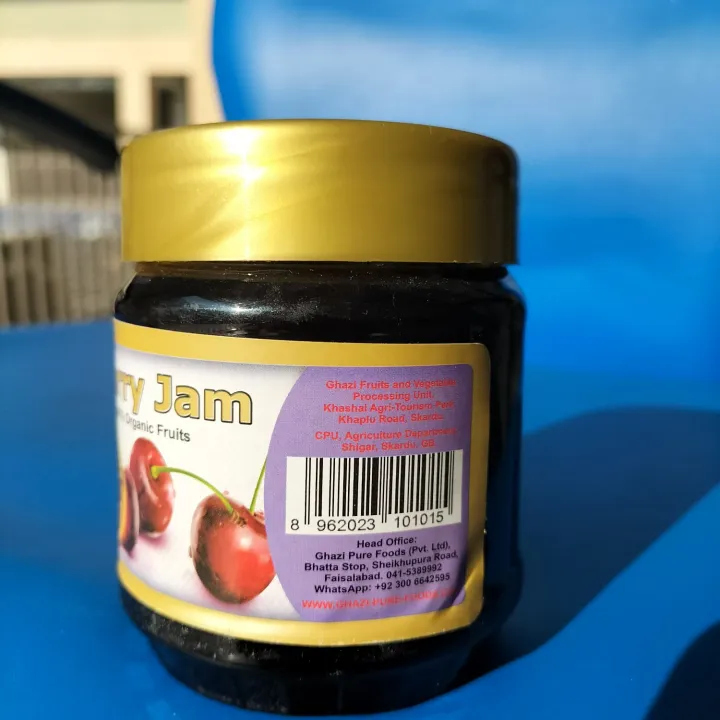 rry Jam
Organic Fruits
Ghazi Fruits and Vegetable
Processing Unit,
Khashal Agri-Tourism
Khaplu Road, Skardu.
CPU, Agriculture Department,
Shigar, Skardu, GB.
8 962023 101015
Head Office:
Ghazi Pure Foods (Pvt. Ltd),
Bhatta Stop, Sheikhupura Road,
Faisalabad. 041-5389992
WhatsApp: +92 300 6642595